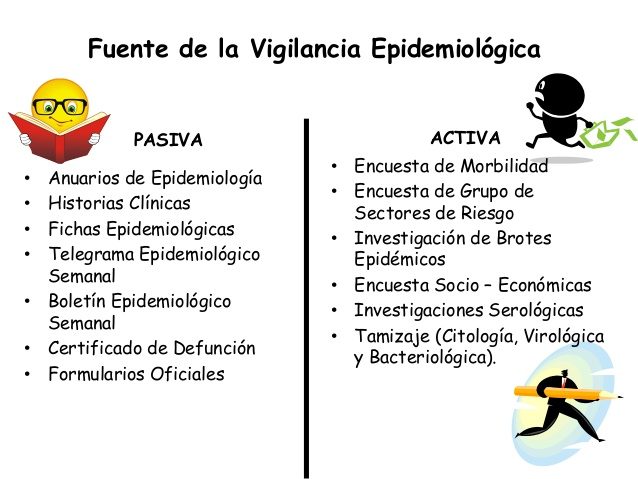 Fuente de la Vigilancia Epidemiológica
PASIVA
• Anuarios de Epidemiología
• Historias Clínicas
• Fichas Epidemiológicas
• Telegrama Epidemiológico
Semanal
• Boletín Epidemiológico
Semanal
• Certificado de Defunción
• Formularios Oficiales
ACTIVA
• Encuesta de Morbilidad
• Encuesta de Grupo de
Sectores de Riesgo
• Investigación de Brotes
Epidémicos
• Encuesta Socio – Económicas
• Investigaciones Serológicas
• Tamizaje (Citología, Virológica
y Bacteriológica).